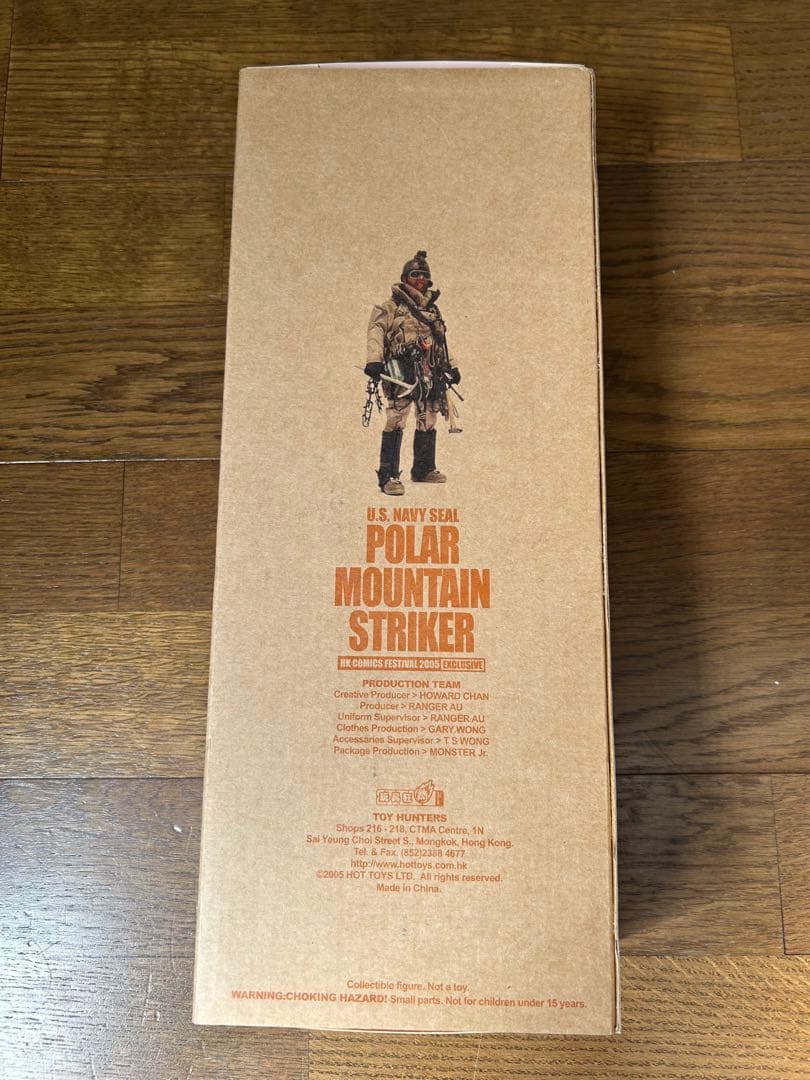 U.S. NAVY SEAL
POLAR
MOUNTAIN
STRIKER
HK COMICS FESTIVAL 2005 EXCLUSIVE
PRODUCTION TEAM
Creative Producer > HOWARD CHAN
Producer > RANGER AU
Uniform Supervisor > RANGER AU
Clothes Production > GARY.WONG
Accessaries Supervisor > T S WONG
Package Production > MONSTER Jr.
TOY HUNTERS
Shops 216 - 218, CTMA Centre, 1N
Sai Yeung Choi Street S., Mongkok, Hong Kong.
Tel. & Fax. (852)2388 4677
http://www.hottoys.com.hk
©2005 HOT TOYS LTD. All rights reserved.
Made in China.
Collectible figure. Not a toy.
WARNING:CHOKING HAZARD! Small parts. Not for children under 15 years.